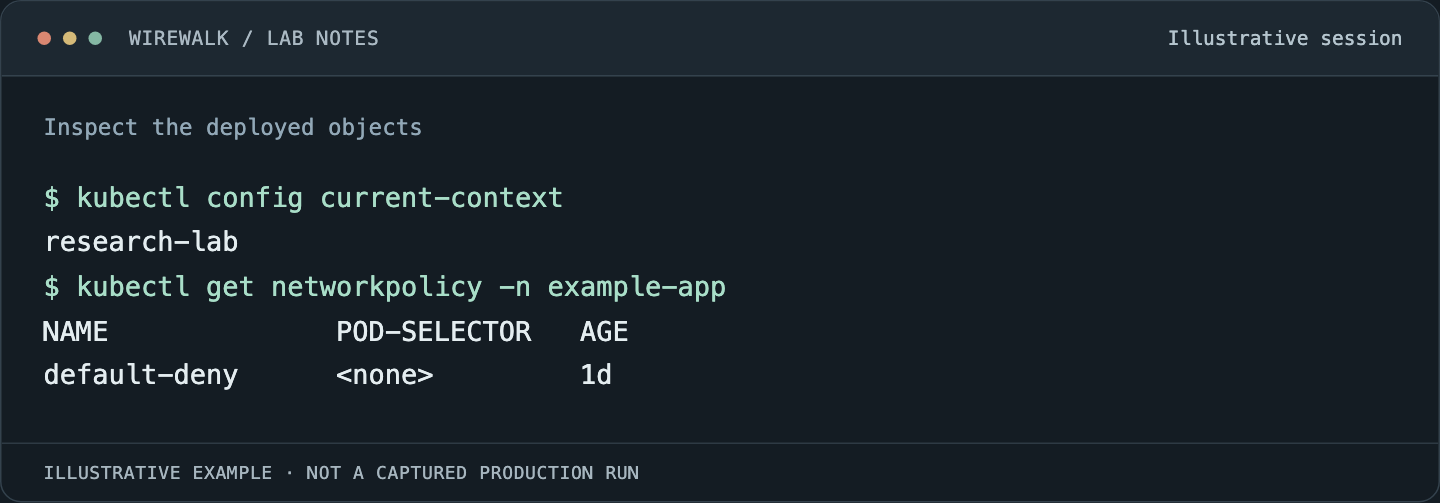 WIREWALK / LAB NOTES
Illustrative session
Inspect the deployed objects
$ kubectl config current-context
research-lab
$ kubectl get networkpolicy -n example-app
NAME POD-SELECTOR AGE
default-deny <none> 1d
ILLUSTRATIVE EXAMPLE · NOT A CAPTURED PRODUCTION RUN